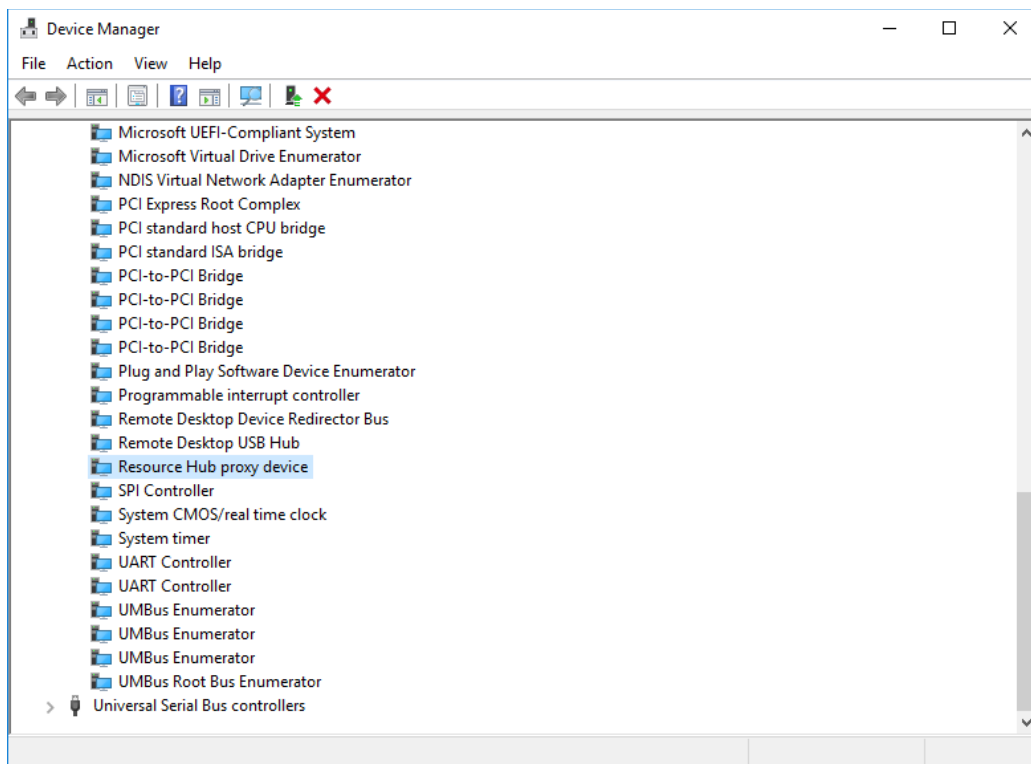 Device Manager
File Action View Help
Microsoft UEFI-Compliant System
Microsoft Virtual Drive Enumerator
NDIS Virtual Network Adapter Enumerator
PCI Express Root Complex
PCI standard host CPU bridge
PCI standard ISA bridge
PCI-to-PCI Bridge
PCI-to-PCI Bridge
PCI-to-PCI Bridge
PCI-to-PCI Bridge
Plug and Play Software Device Enumerator
Programmable interrupt controller
Remote Desktop Device Redirector Bus
Remote Desktop USB Hub
Resource Hub proxy device
SPI Controller
System CMOS/real time clock
System timer
UART Controller
UART Controller
UMBus Enumerator
UMBus Enumerator
UMBus Enumerator
UMBus Root Bus Enumerator
Universal Serial Bus controllers